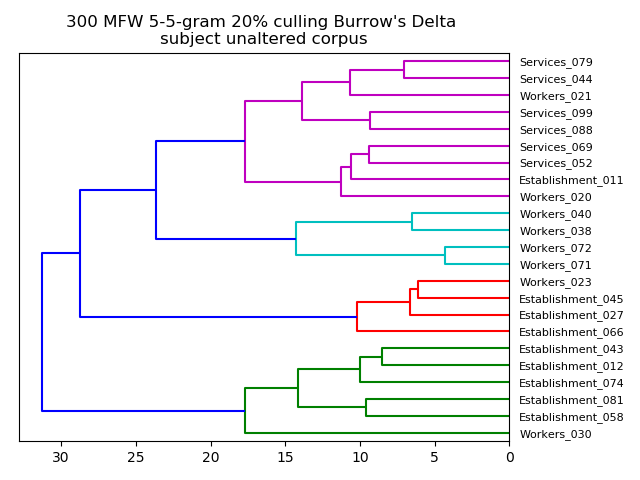 300 MFW 5-5-gram 20% culling Burrow's Delta
subject unaltered corpus
Services_079
Services_044
Workers_021
Services_099
Services_088
Services_069
Services_052
Establishment_011
Workers_020
Workers_040
Workers_038
Workers_072
Workers_071
Workers_023
Establishment_045
Establishment_027
Establishment_066
Establishment_043
Establishment_012
Establishment_074
Establishment_081
Establishment_058
Workers_030
30 25 20 15 10 5 0